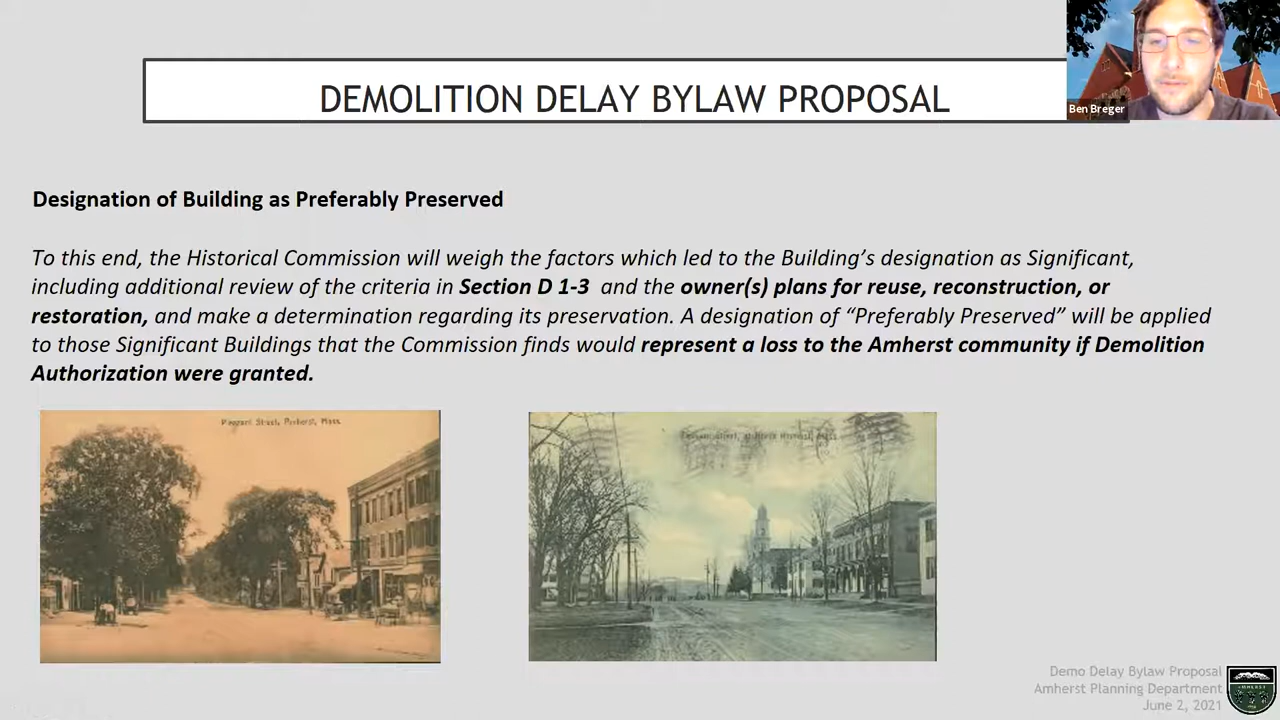 DEMOLITION DELAY BYLAW PROPOSAL
Ben Breger
Designation of Building as Preferably Preserved
To this end, the Historical Commission will weigh the factors which led to the Building's designation as Significant,
including additional review of the criteria in Section D 1-3 and the owner(s) plans for reuse, reconstruction, or
restoration, and make a determination regarding its preservation. A designation of “Preferably Preserved” will be applied
to those Significant Buildings that the Commission finds would represent a loss to the Amherst community if Demolition
Authorization were granted.
Street, Amherst, Mass.
Demo Delay Bylaw Proposal
Amherst Planning Department
June 2, 2021